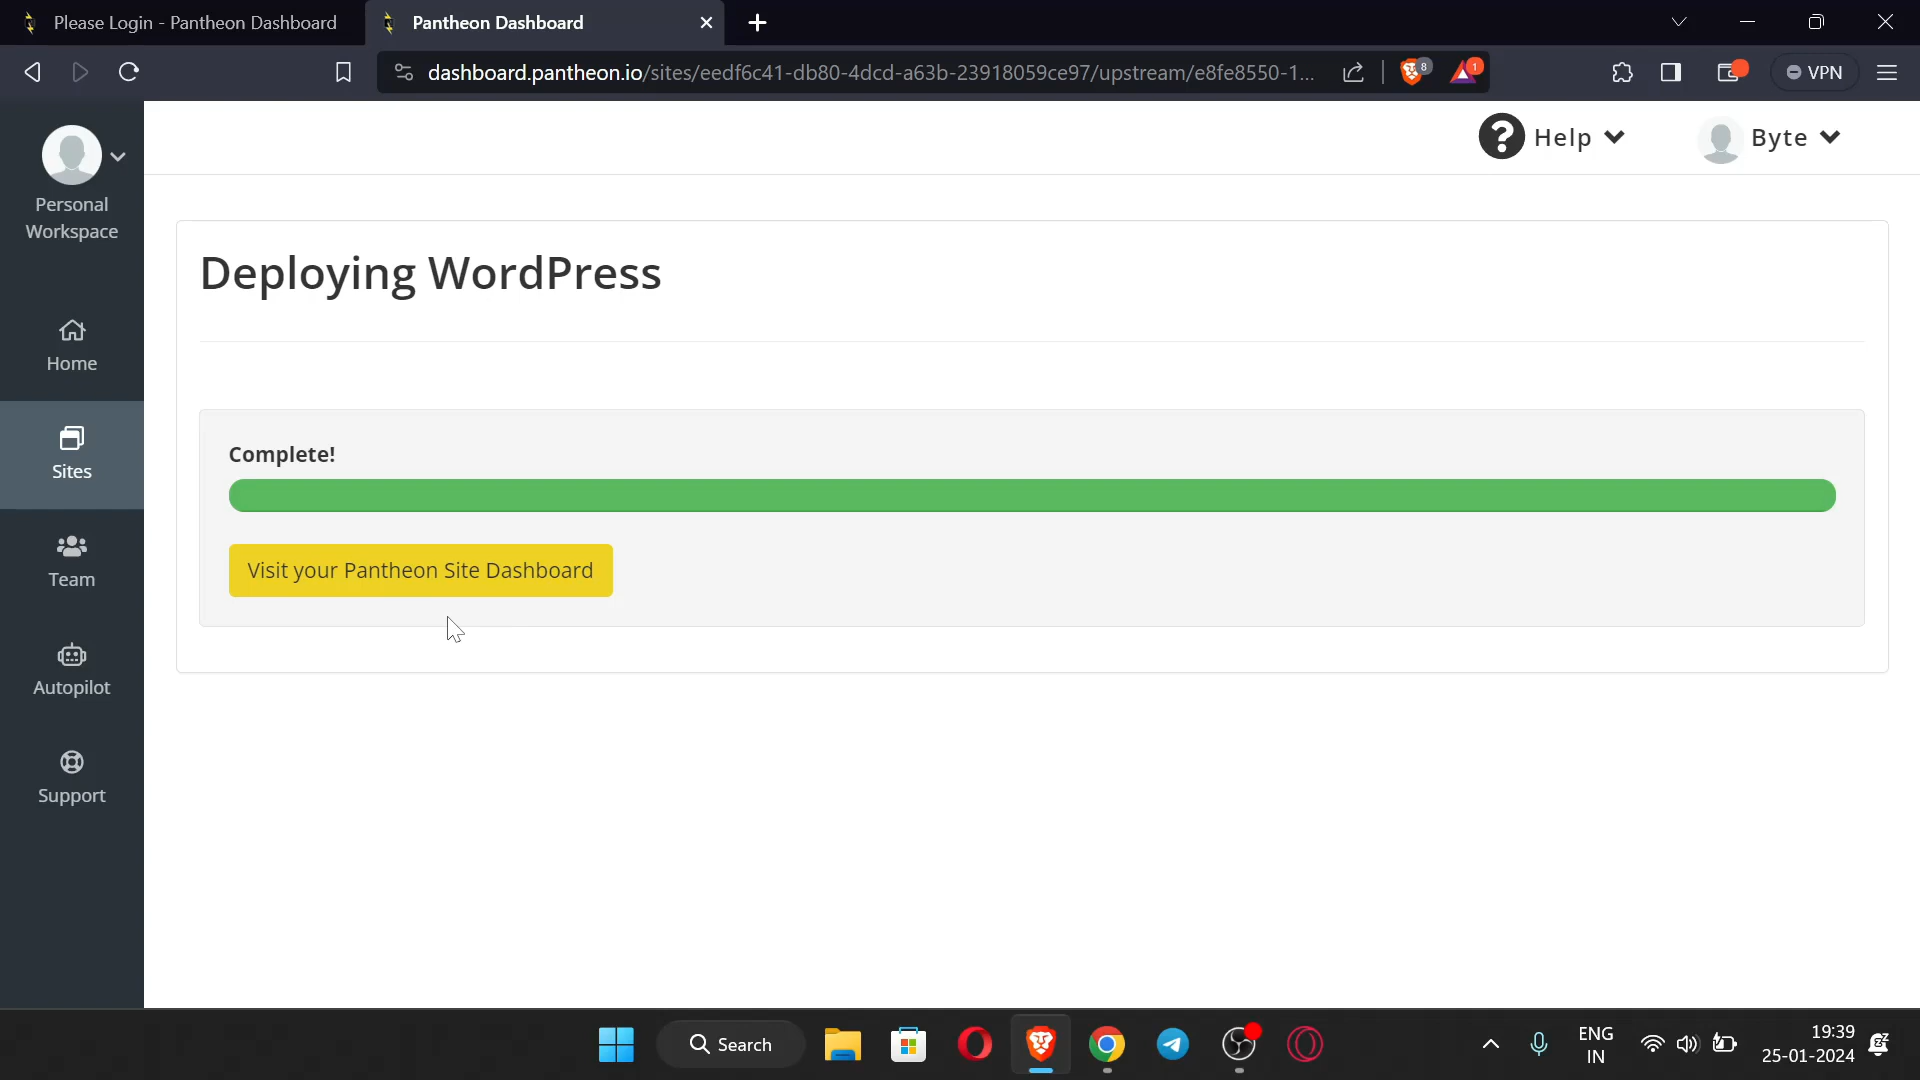 Please Login - Pantheon Dashboard
Pantheon Dashboard
dashboard.pantheon.io/sites/eedf6c41-db80-4dcd-a63b-23918059ce97/upstream/e8fe8550-1...
8
1
VPN
Personal
Workspace
Help
Byte
Deploying WordPress
Home
Complete!
Sites
Visit your Pantheon Site Dashboard
Team
Autopilot
Support
Search
ENG
IN
19:39
25-01-2024